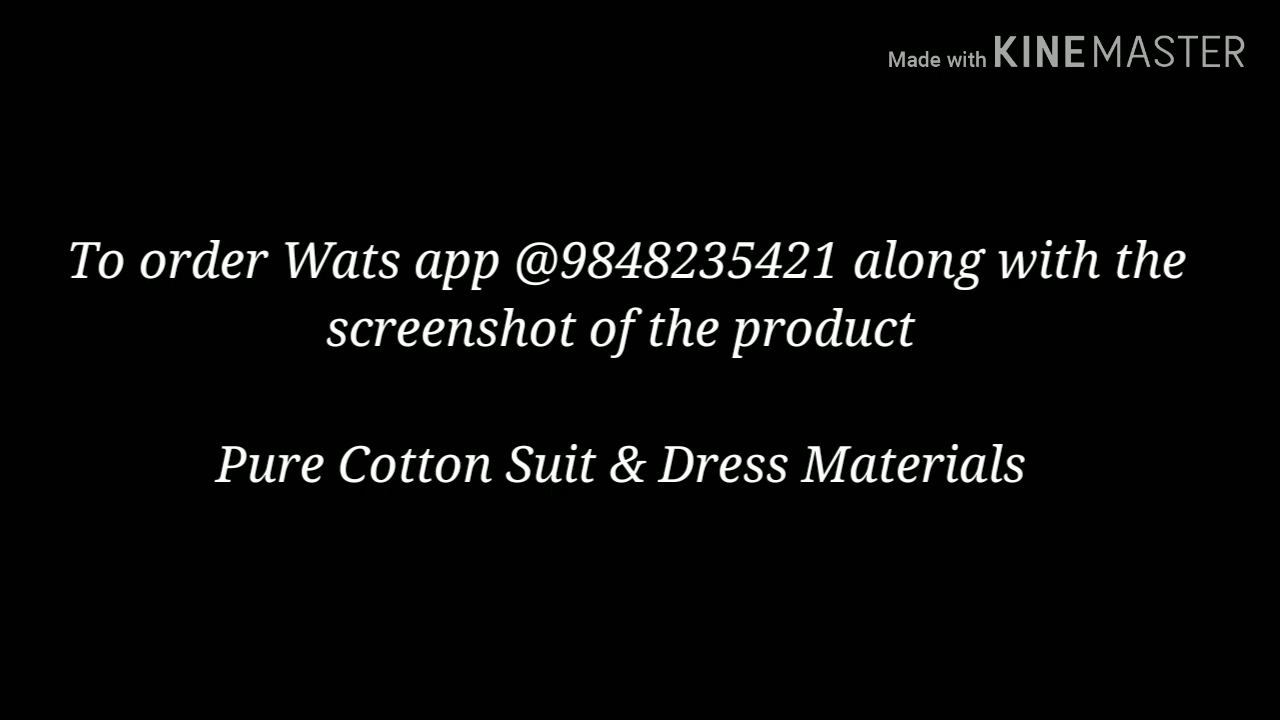 Made with KINEMASTER
To order Wats app @9848235421 along with the
screenshot of the product
Pure Cotton Suit & Dress Materials